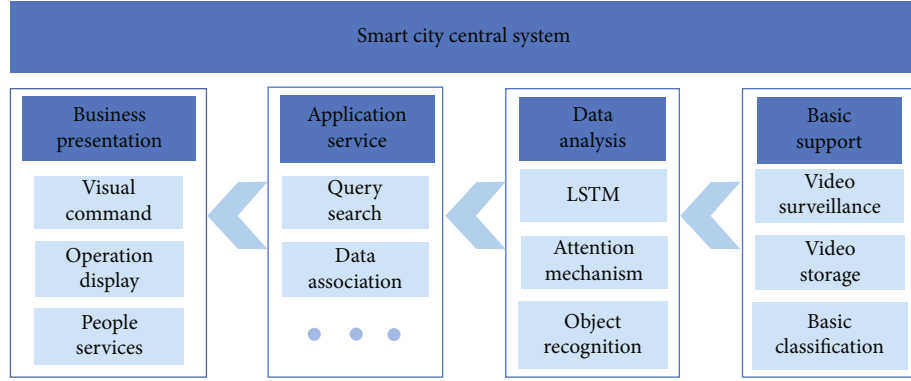 Smart city central system
Business
presentation
Visual
command
Operation
display
People
services
Application
service
Query
search
Data
association
Data
analysis
LSTM
Attention
mechanism
Object
recognition
Basic
support
Video
surveillance
Video
storage
Basic
classification